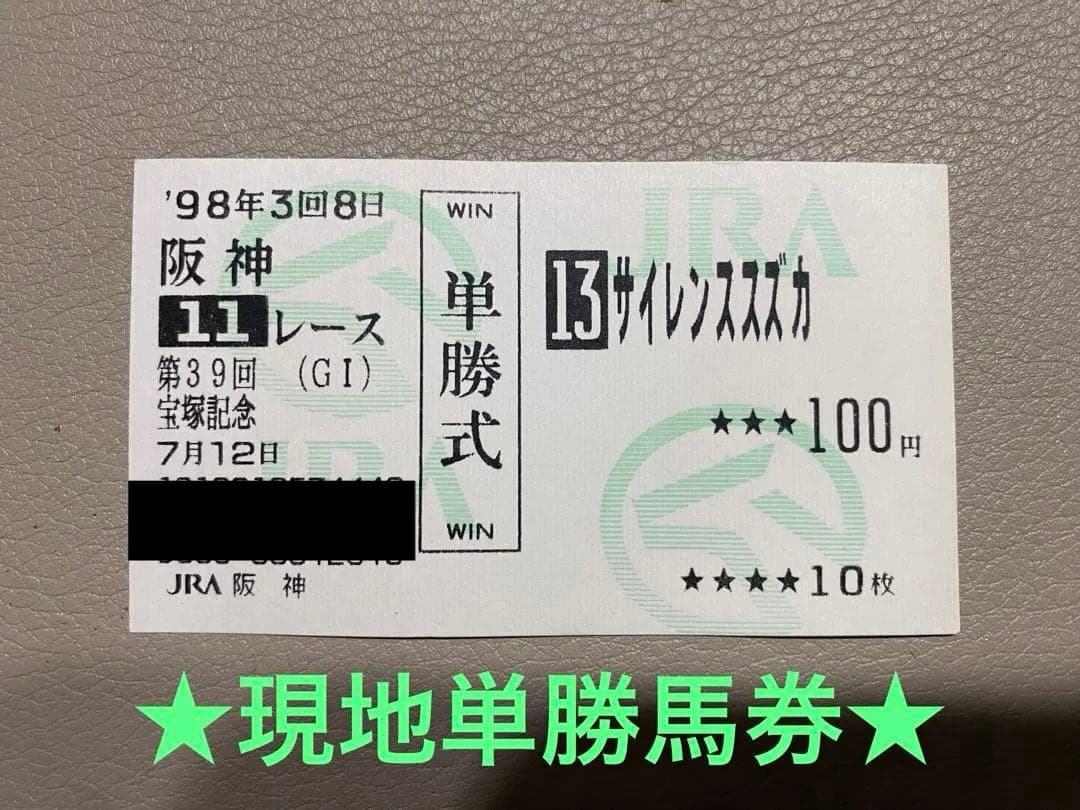 '98年3回8日
阪神
11レース
第39回 (GI)
宝塚記念
7月12日
JRA 阪神
WIN
単勝式
WIN
JRA
13サイレンススズカ
★★★100円
★★★★10枚
★現地単勝馬券★